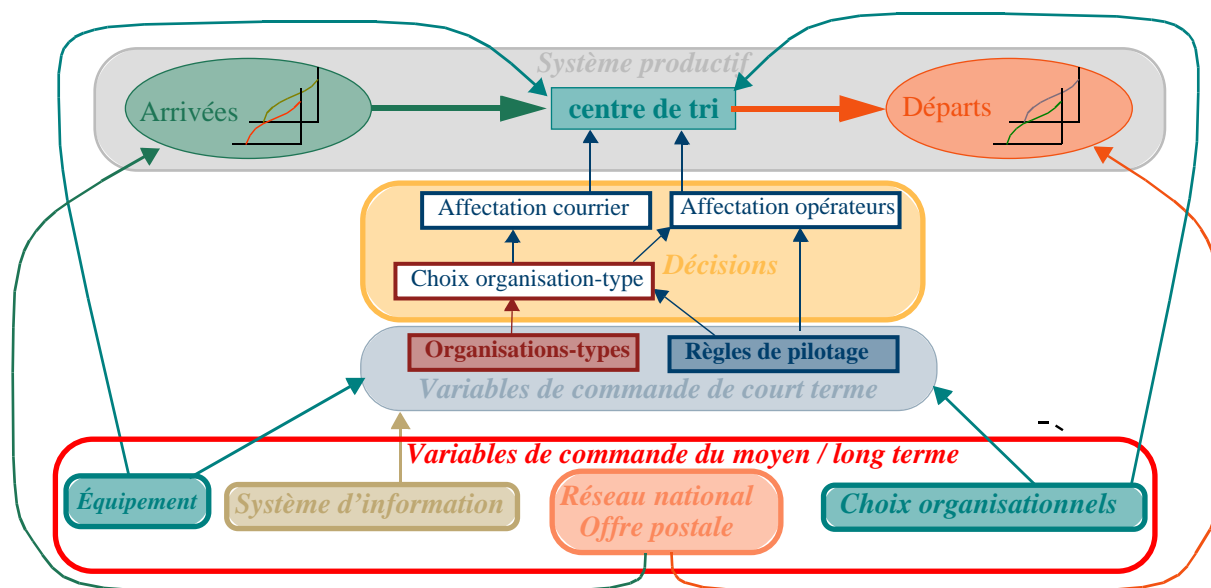 Système productif
Arrivées
centre de tri
Départs
Affectation courrier
Affectation opérateurs
Décisions
Choix organisation-type
Organisations-types
Règles de pilotage
Variables de commande de court terme
Variables de commande du moyen / long terme
Équipement
Système d'information
Réseau national
Offre postale
Choix organisationnels